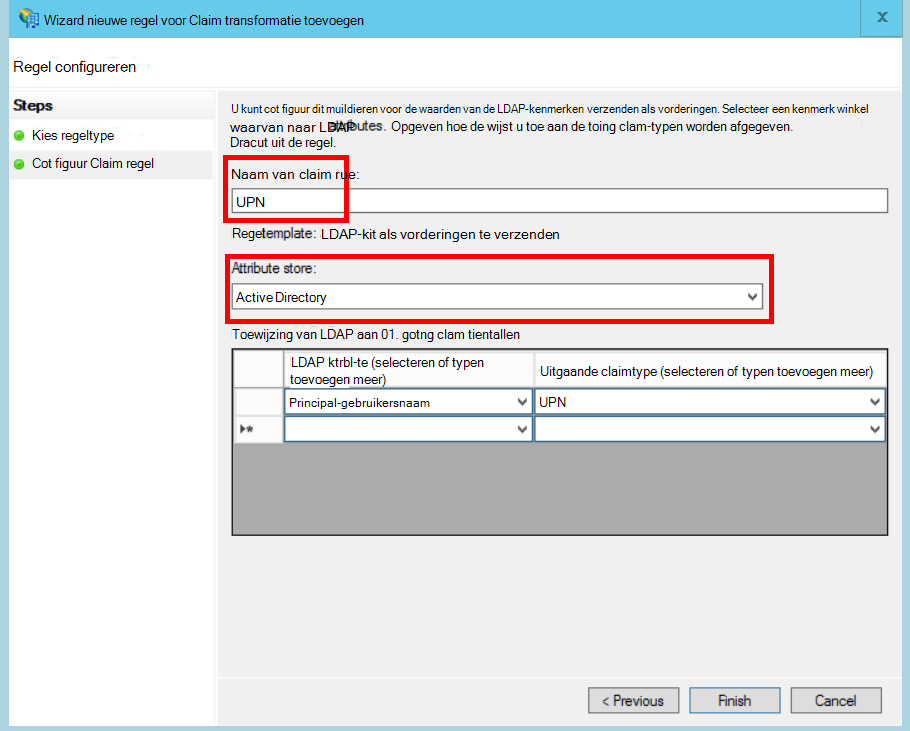 Wizard nieuwe regel voor Claim transformatie toevoegen
X
Regel configureren
Steps
Kies regeltype
Cot figuur Claim regel
U kunt cot figuur dit muildieren voor de waarden van de LDAP-kenmerken verzenden als vorderingen. Selecteer een kenmerk winkel
waarvan naar LDAP attributes. Opgeven hoe de wijst u toe aan de toing clam-typen worden afgegeven.
Dracut uit de regel.
Naam van claim rue:
UPN
Regetemplate: LDAP-kit als vorderingen te verzenden
Attribute store:
Active Directory
Toewijzing van LDAP aan 01. gotng clam tientallen
LDAP ktrbl-te (selecteren of typen
toevoegen meer)
Uitgaande claimtype (selecteren of typen toevoegen meer)
Principal-gebruikersnaam
UPN
< Previous
Finish
Cancel